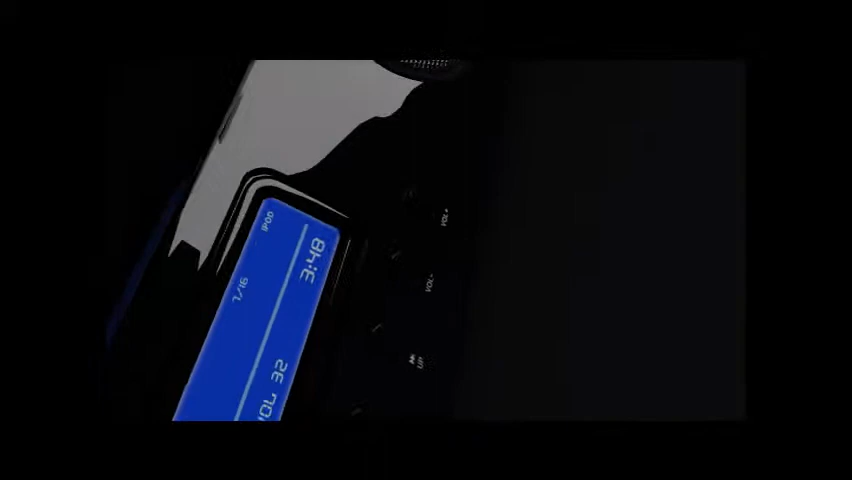 IPOD
7/16
3:48
VOL 32
VOL+
VOL-